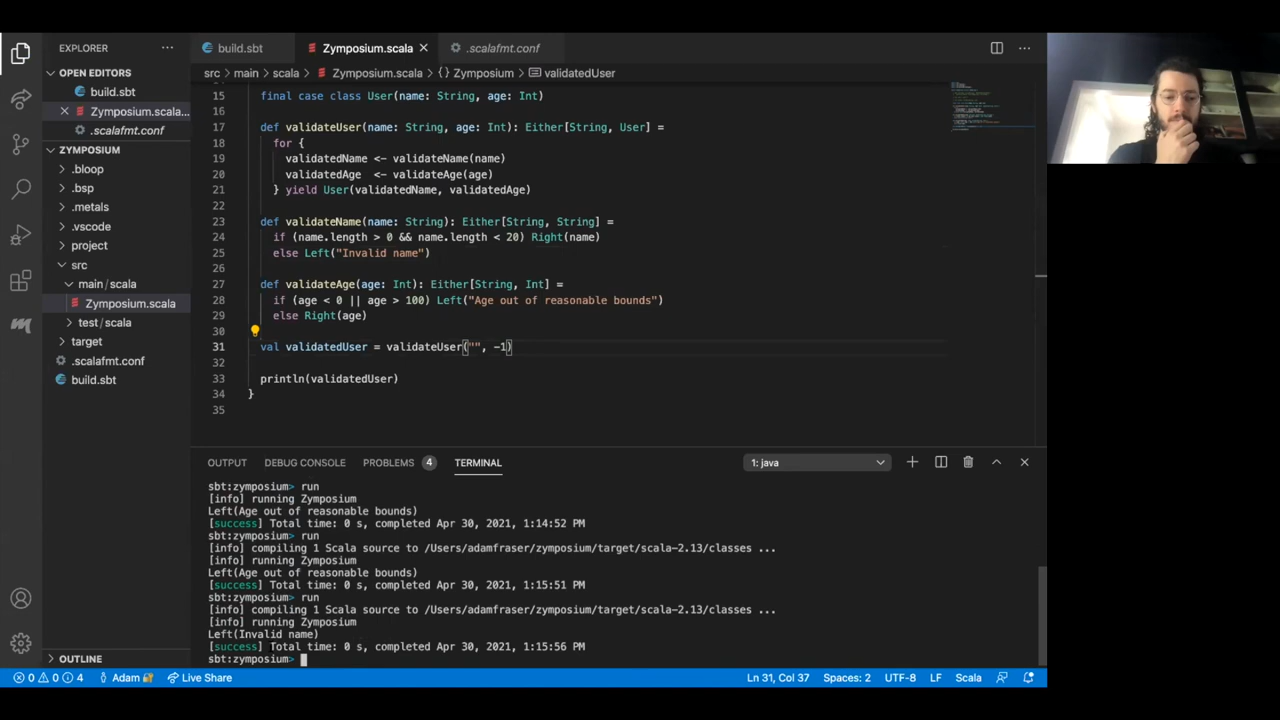 EXPLORER
OPEN EDITORS
build.sbt
Zymposium.scala...
.scalafmt.conf
ZYMPOSIUM
.bloop
.bsp
.metals
.vscode
project
src
main/scala
Zymposium.scala
test/scala
target
.scalafmt.conf
build.sbt
OUTLINE
build.sbt
Zymposium.scala
.scalafmt.conf
src > main > scala > Zymposium.scala > {} Zymposium > validatedUser
15 final case class User(name: String, age: Int)
16
17 def validateUser(name: String, age: Int): Either[String, User] =
18 for {
19 validatedName <- validateName(name)
20 validatedAge <- validateAge(age)
21 } yield User(validatedName, validatedAge)
22
23 def validateName(name: String): Either[String, String] =
24 if (name.length > 0 && name.length < 20) Right(name)
25 else Left("Invalid name")
26
27 def validateAge(age: Int): Either[String, Int] =
28 if (age < 0 || age > 100) Left("Age out of reasonable bounds")
29 else Right(age)
30
31 val validatedUser = validateUser("", -1)
32
33 println(validatedUser)
34 }
35
OUTPUT DEBUG CONSOLE PROBLEMS 4 TERMINAL 1: java
sbt:zymposium> run
[info] running Zymposium
Left(Age out of reasonable bounds)
[success] Total time: 0 s, completed Apr 30, 2021, 1:14:52 PM
sbt:zymposium> run
[info] compiling 1 Scala source to /Users/adamfraser/zymposium/target/scala-2.13/classes ...
[info] running Zymposium
Left(Age out of reasonable bounds)
[success] Total time: 0 s, completed Apr 30, 2021, 1:15:51 PM
sbt:zymposium> run
[info] compiling 1 Scala source to /Users/adamfraser/zymposium/target/scala-2.13/classes ...
[info] running Zymposium
Left(Invalid name)
[success] Total time: 0 s, completed Apr 30, 2021, 1:15:56 PM
sbt:zymposium>
0 0 4 Adam Live Share Ln 31, Col 37 Spaces: 2 UTF-8 LF Scala